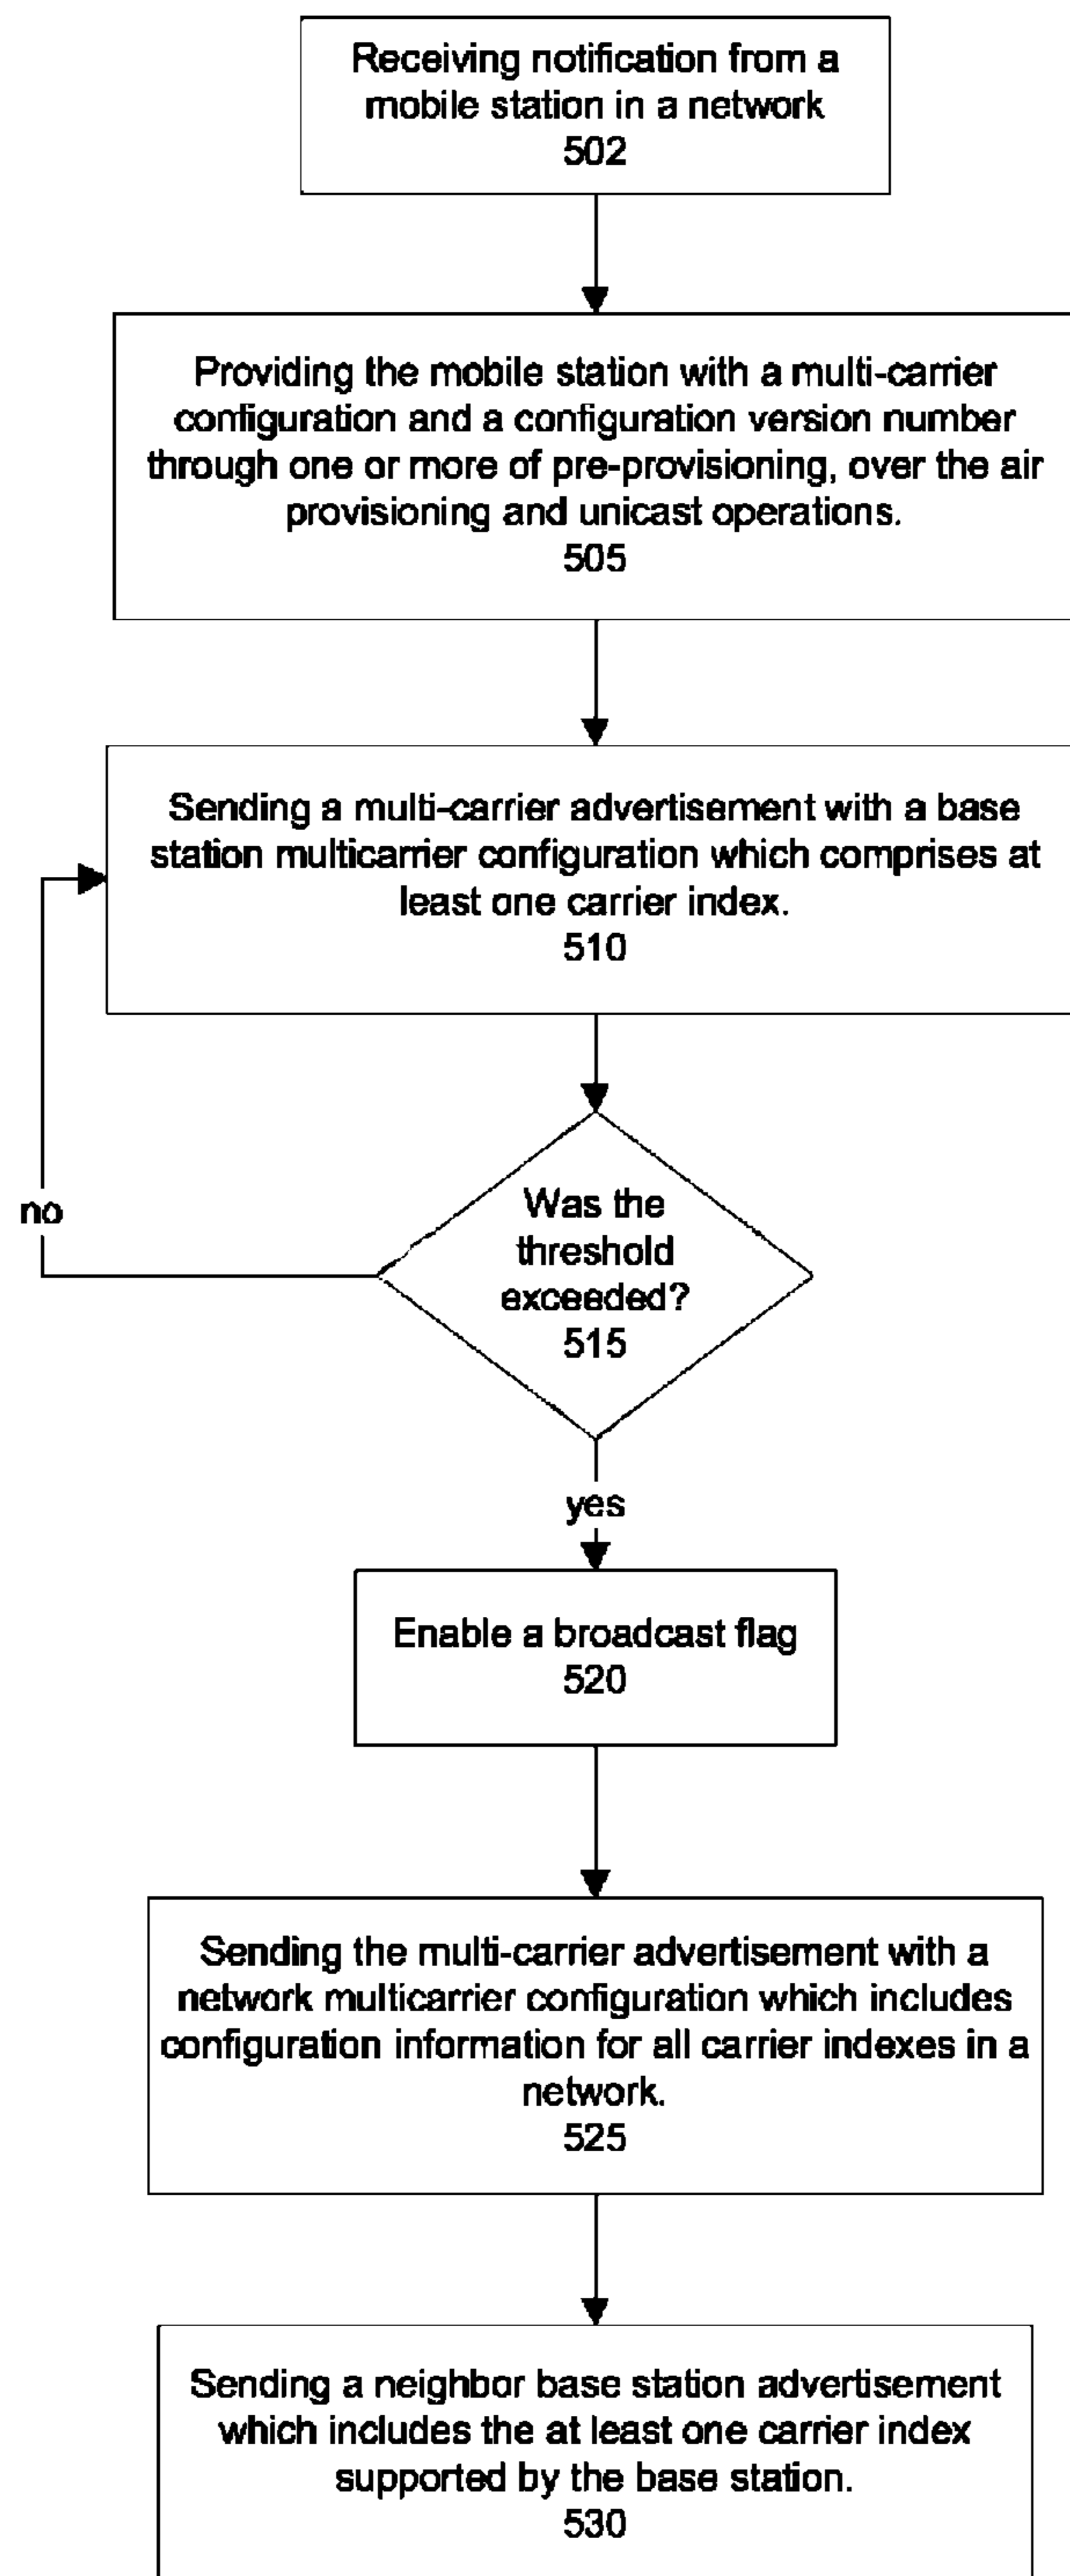 Receiving notification from a
mobile station in a network
502
Providing the mobile station with a multi-carrier
configuration and a configuration version number
through one or more of pre-provisioning, over the air
provisioning and unicast operations.
505
Sending a multi-carrier advertisement with a base
station multicarrier configuration which comprises at
least one carrier index.
510
Was the
threshold
exceeded?
515
no
yes
Enable a broadcast flag
520
Sending the multi-carrier advertisement with a
network multicarrier configuration which includes
configuration information for all carrier indexes in a
network.
525
Sending a neighbor base station advertisement
which includes the at least one carrier index
supported by the base station.
530